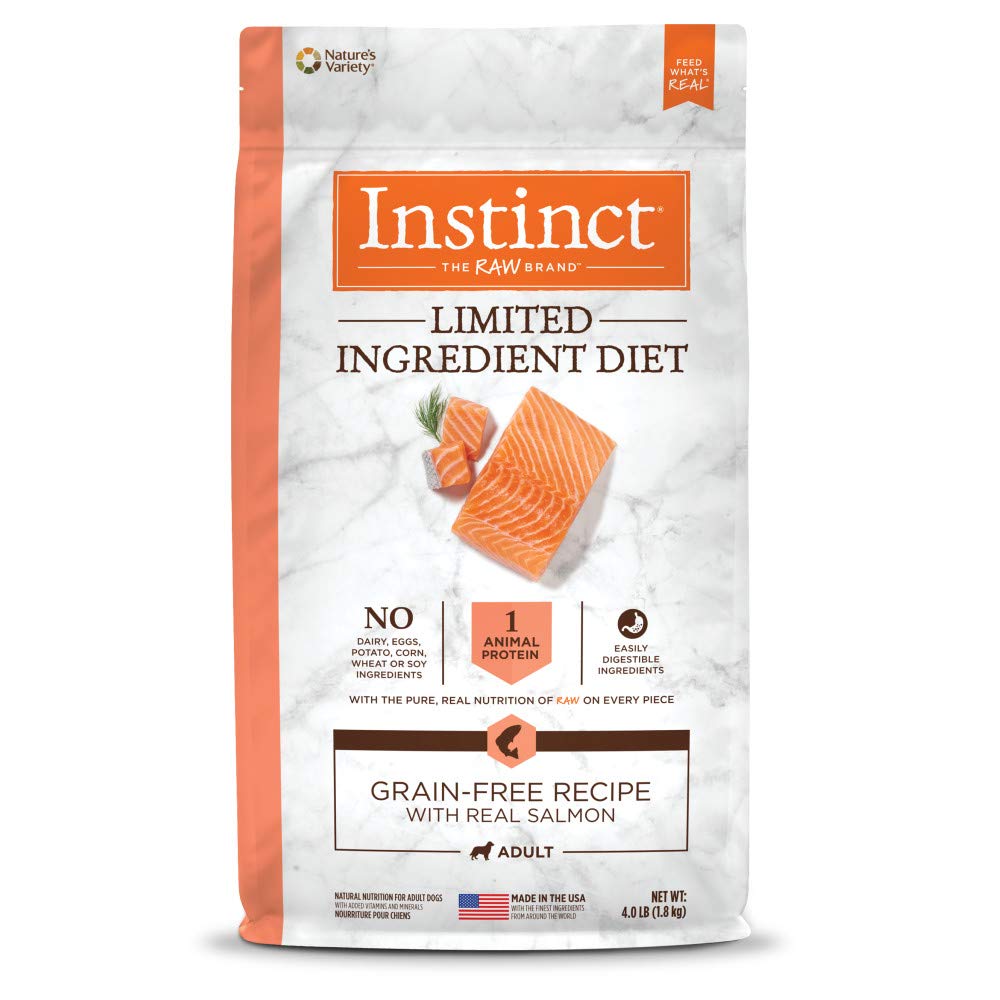 Nature's
Variety®
FEED
WHAT'S
REAL®
Instinct®
THE RAW BRAND™
LIMITED
INGREDIENT DIET
NO
DAIRY, EGGS,
POTATO, CORN,
WHEAT OR SOY
INGREDIENTS
1
ANIMAL
PROTEIN
EASILY
DIGESTIBLE
INGREDIENTS
WITH THE PURE, REAL NUTRITION OF RAW ON EVERY PIECE
GRAIN-FREE RECIPE
WITH REAL SALMON
ADULT
NATURAL NUTRITION FOR ADULT DOGS
WITH ADDED VITAMINS AND MINERALS
NOURRITURE POUR CHIENS
MADE IN THE USA
WITH THE FINEST INGREDIENTS
FROM AROUND THE WORLD
NET WT:
4.0 LB (1.8 kg)